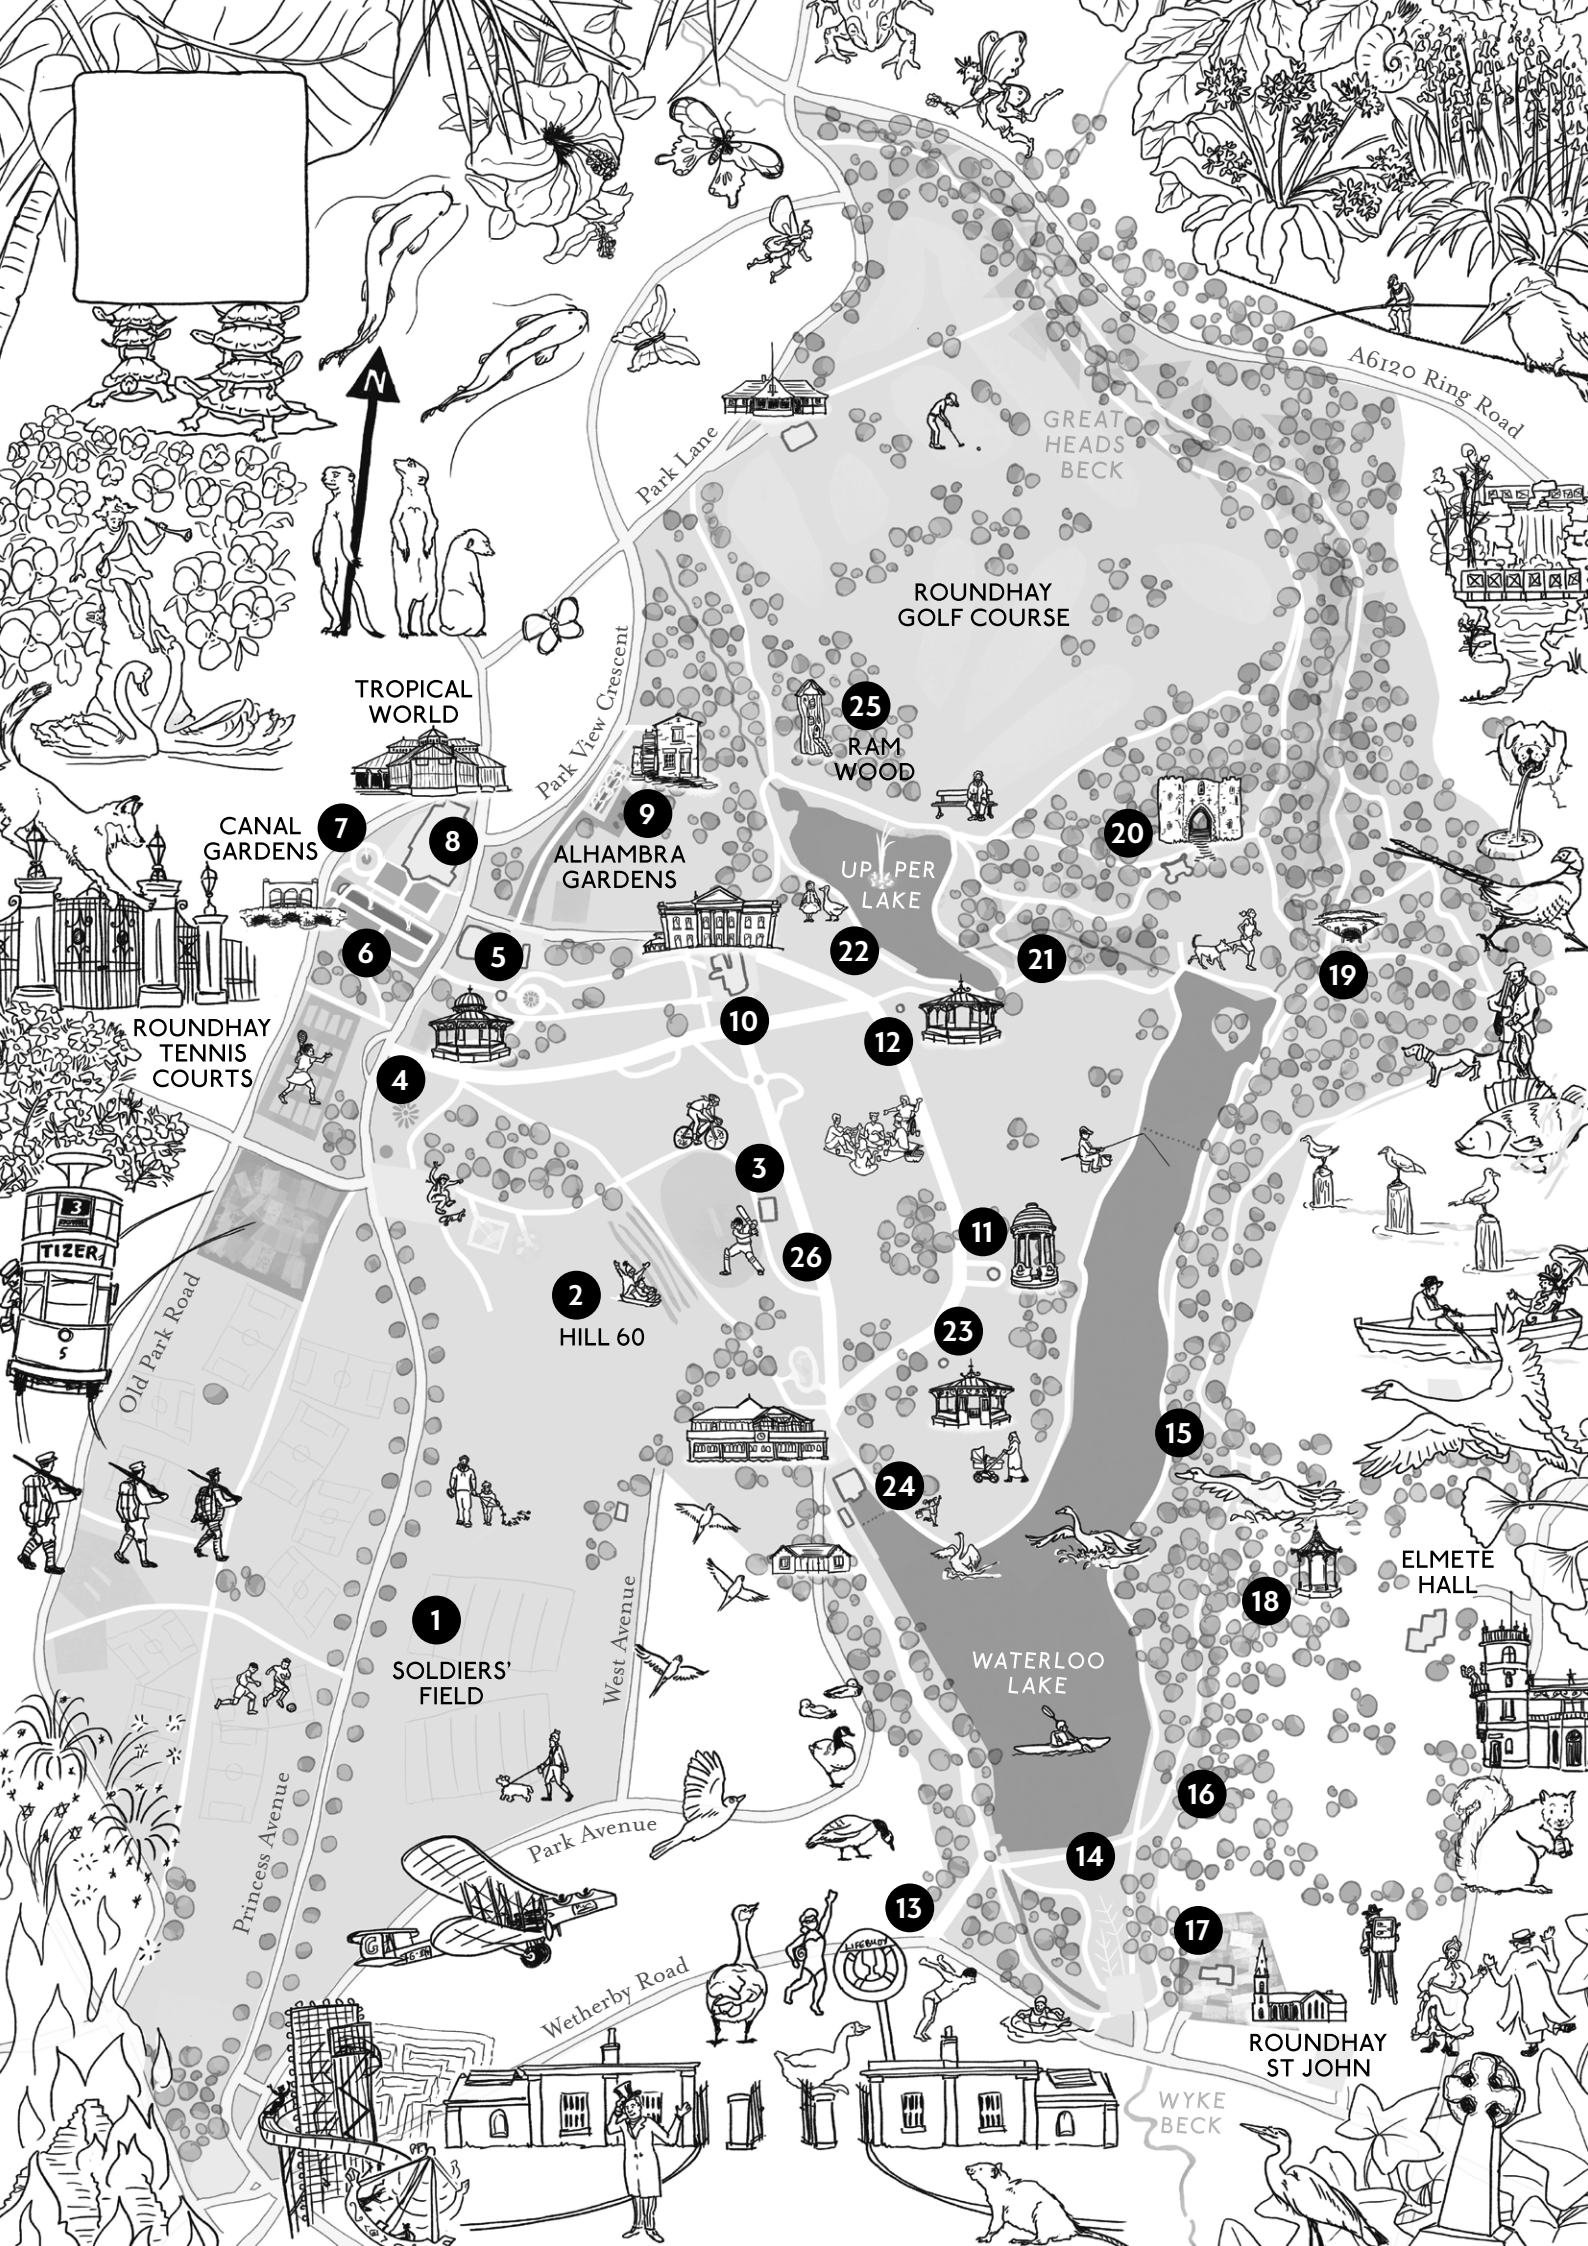 N
A6120 Ring Road
GREAT
HEADS
BECK
Park Lane
ROUNDHAY
GOLF COURSE
Park View Crescent
TROPICAL
WORLD
25
RAM
WOOD
7
CANAL
GARDENS
8
9
ALHAMBRA
GARDENS
20
UPPER
LAKE
6
5
22
21
19
10
12
ROUNDHAY
TENNIS
COURTS
4
3
3
TIZER
5
11
26
2
HILL 60
Old Park Road
23
15
24
ELMETE
HALL
18
1
SOLDIERS'
FIELD
West Avenue
WATERLOO
LAKE
16
Princess Avenue
Park Avenue
14
13
17
LIFEBUOY
Wetherby Road
ROUNDHAY
ST JOHN
WYKE
BECK